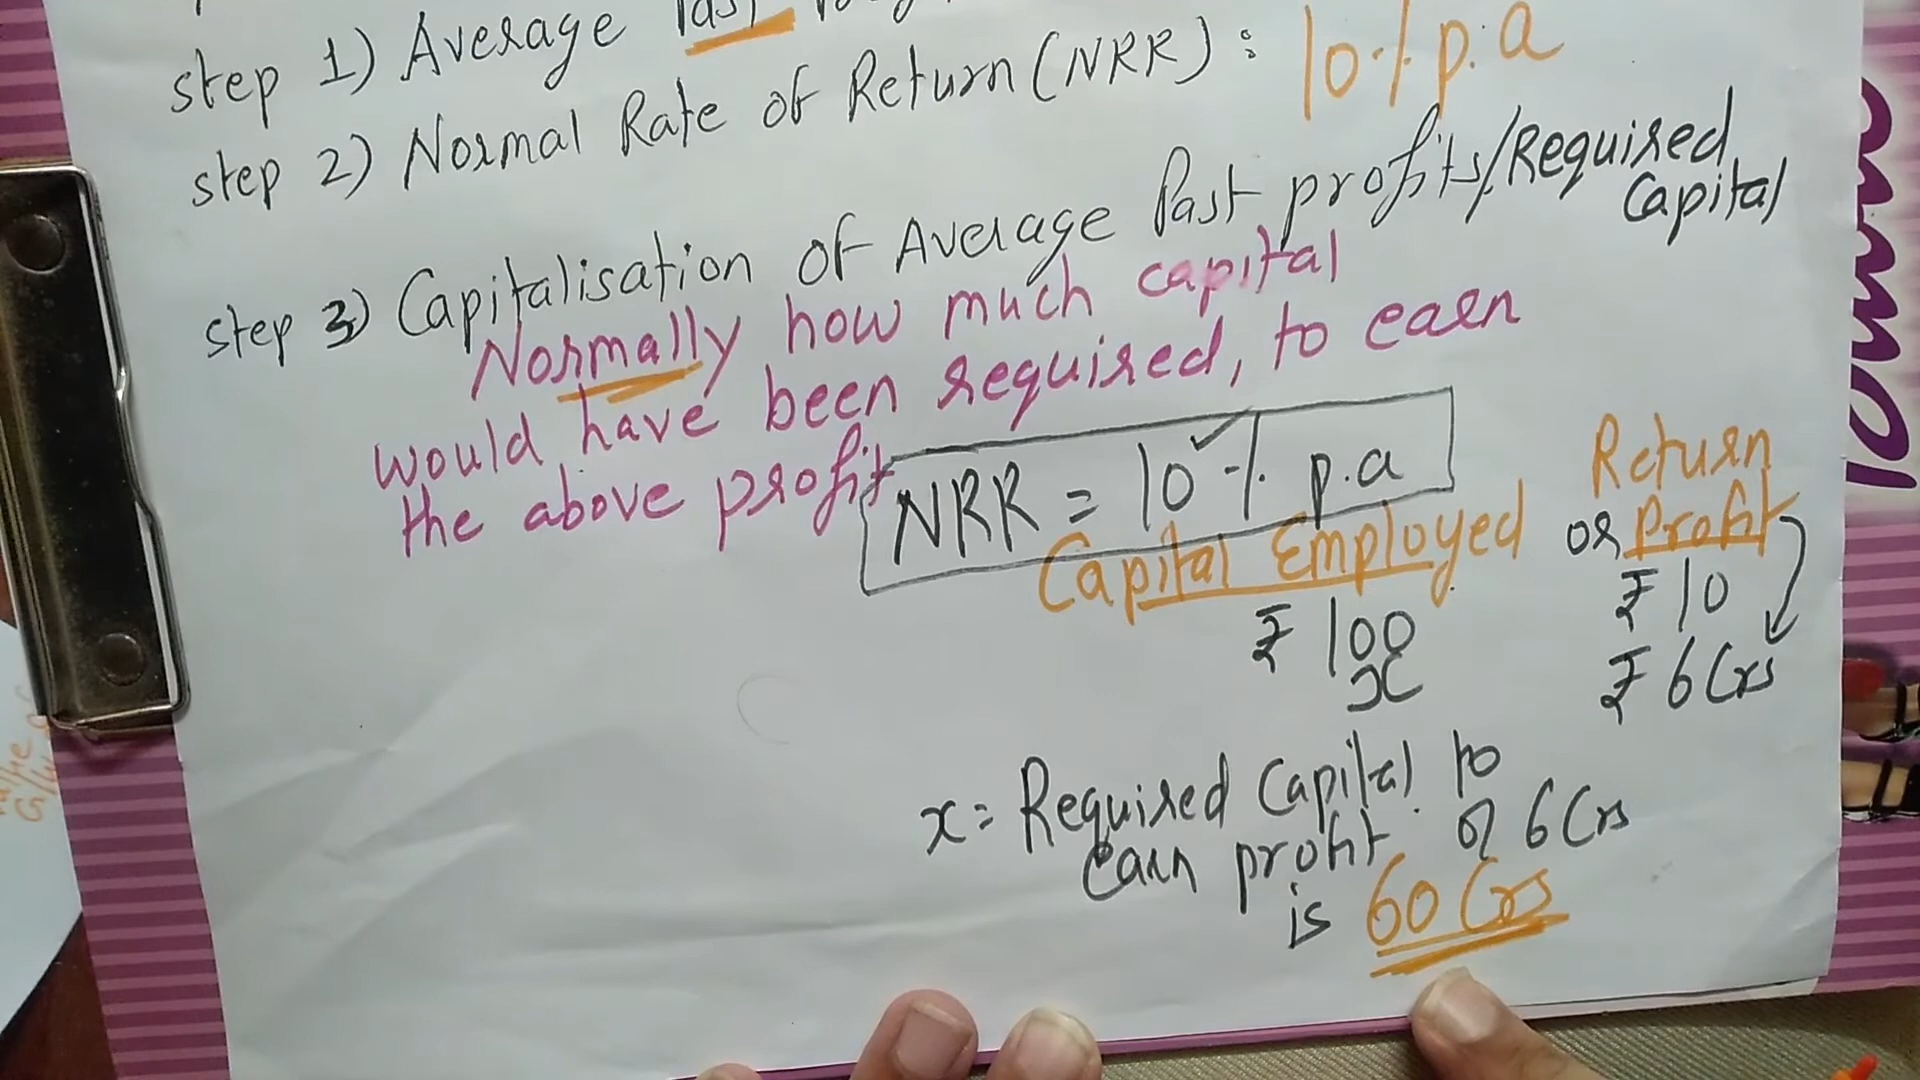 step 1) Average Past
step 2) Normal Rate of Return (NRR) : 10% p.a
step 3) Capitalisation of Average Past profits/Required Capital
Normally how much capital
would have been required, to earn
the above profit
NRR = 10% p.a
Capital Employed
Return
or Profit
₹ 100
₹ 10
x
₹ 6 Crs
x = Required Capital to
earn profit of 6 Crs
is 60 Crs